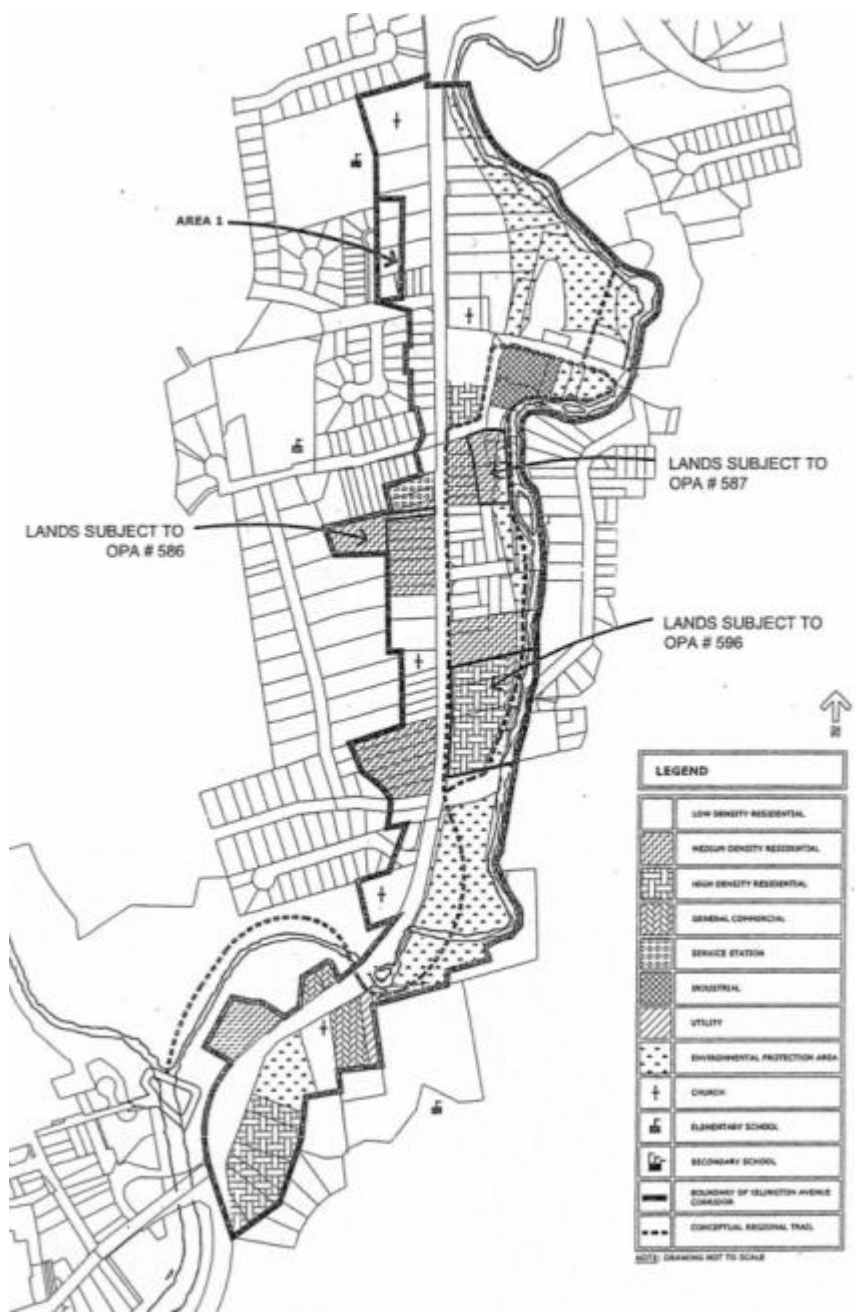 AREA 1
LANDS SUBJECT TO
OPA # 587
LANDS SUBJECT TO
OPA # 586
LANDS SUBJECT TO
OPA # 596
N
LEGEND
LOW DENSITY RESIDENTIAL
MEDIUM DENSITY RESIDENTIAL
HIGH DENSITY RESIDENTIAL
GENERAL COMMERCIAL
SERVICE STATION
INDUSTRIAL
UTILITY
ENVIRONMENTAL PROTECTION AREA
CHURCH
ELEMENTARY SCHOOL
SECONDARY SCHOOL
BOUNDARY OF ISLINGTON AVENUE
CORRIDOR
CONCEPTUAL REGIONAL TRAIL
NOTE: DRAWING NOT TO SCALE